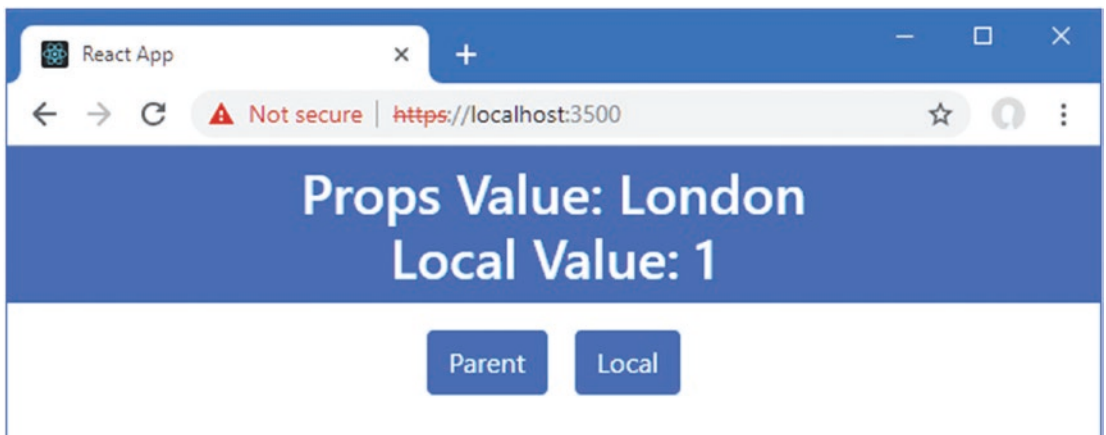 React App
Not secure | https://localhost:3500
Props Value: London
Local Value: 1
Parent Local